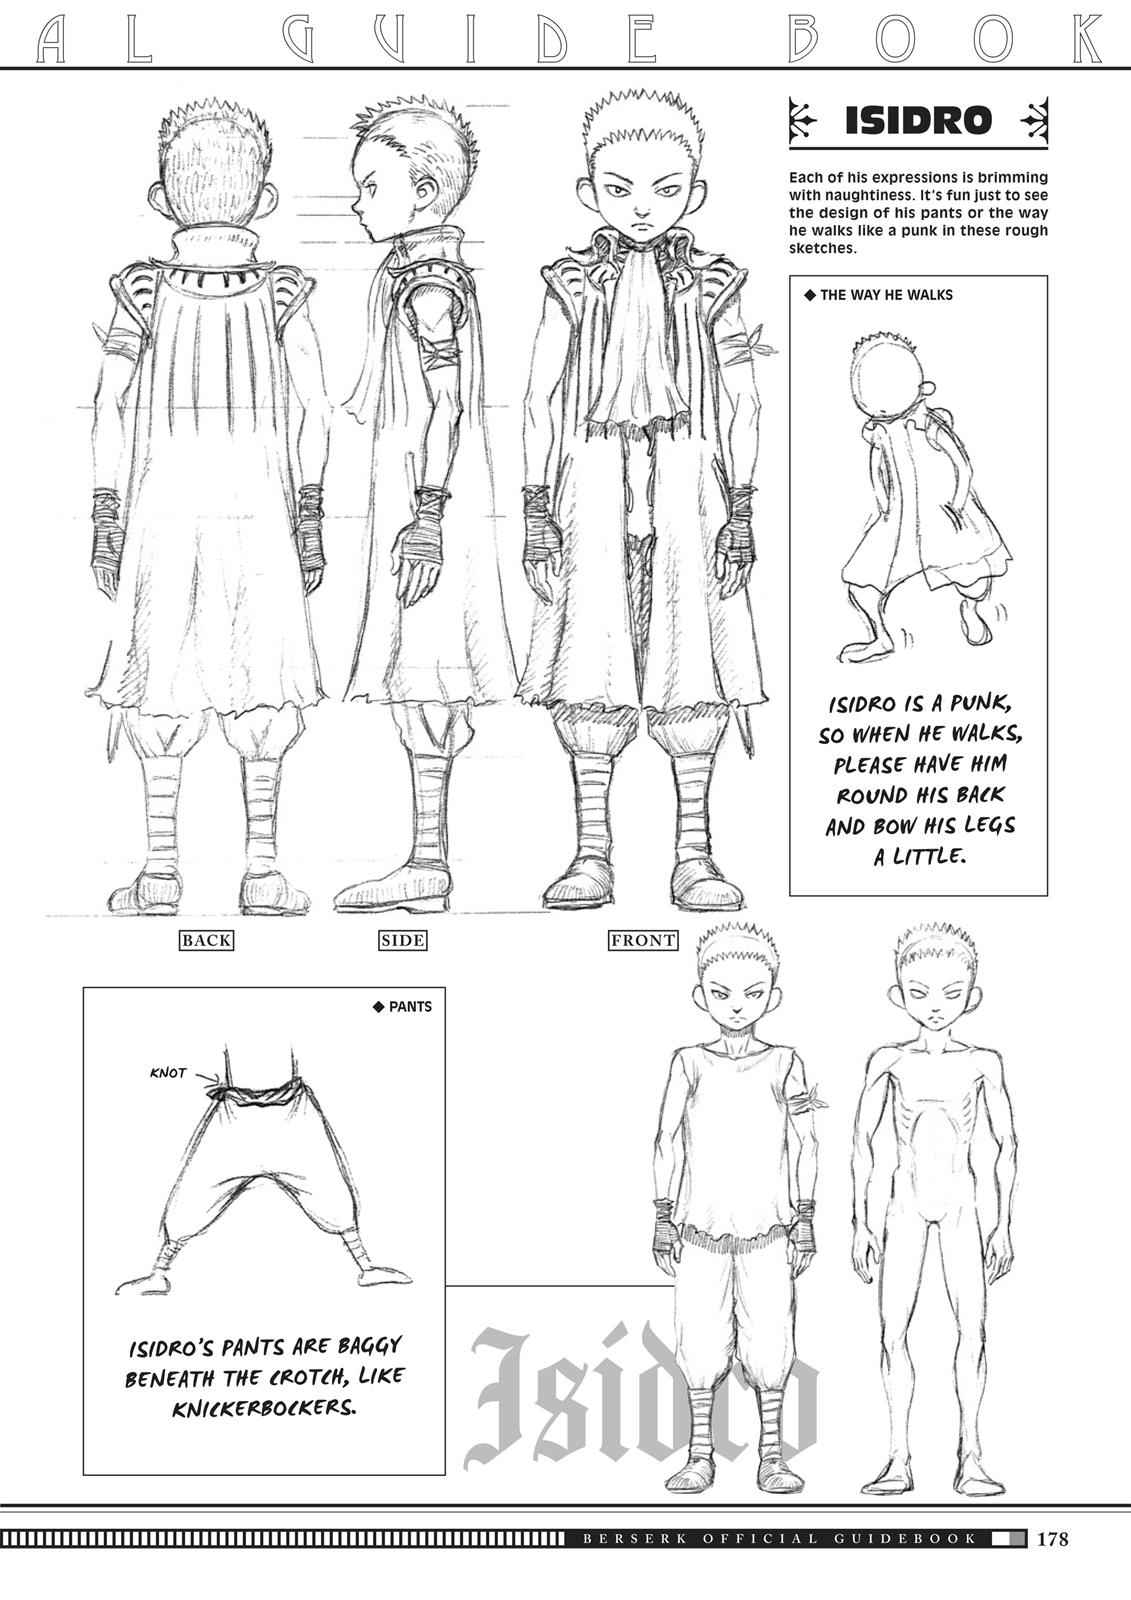 AL GUIDE BOOK
ISIDRO
Each of his expressions is brimming
with naughtiness. It's fun just to see
the design of his pants or the way
he walks like a punk in these rough
sketches.
◆ THE WAY HE WALKS
ISIDRO IS A PUNK,
SO WHEN HE WALKS,
PLEASE HAVE HIM
ROUND HIS BACK
AND BOW HIS LEGS
A LITTLE.
BACK
SIDE
FRONT
◆ PANTS
KNOT
ISIDRO'S PANTS ARE BAGGY
BENEATH THE CROTCH, LIKE
KNICKERBOCKERS.
Isidro
BERSERK OFFICIAL GUIDEBOOK
178